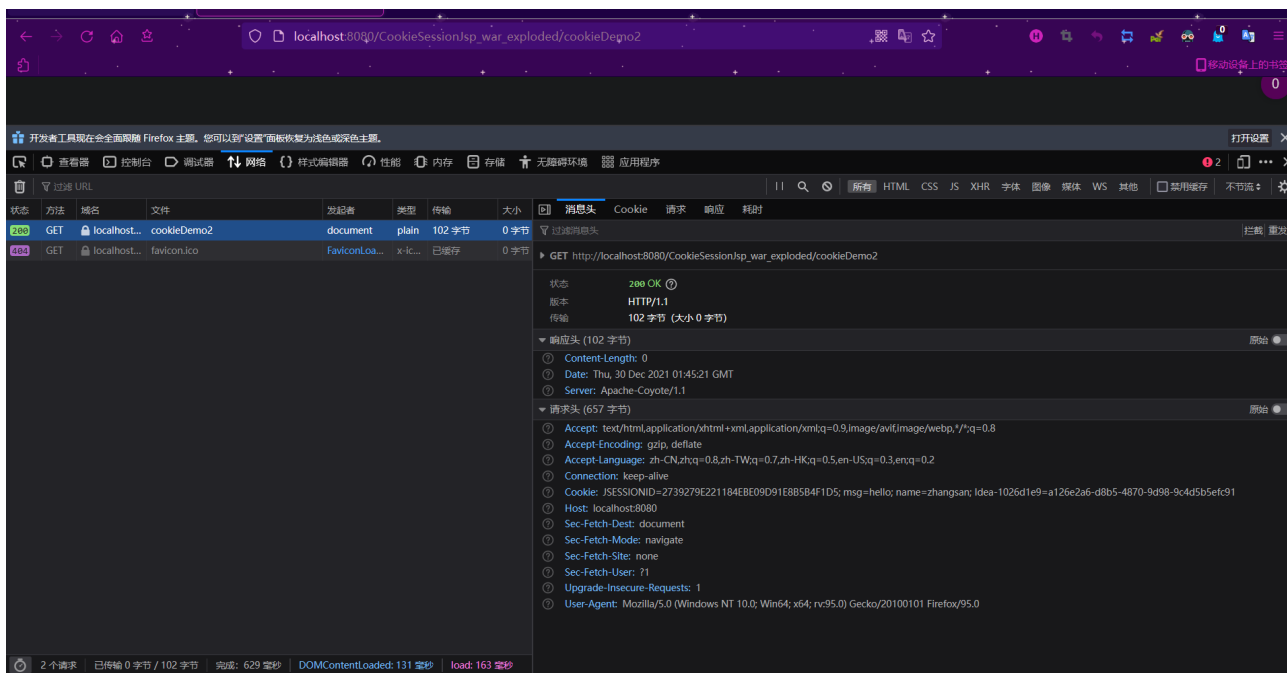 localhost:8080/CookieSessionJsp_war_exploded/cookieDemo2
移动设备上的书签
0
开发者工具现在会全面跟随 Firefox 主题。您可以到“设置”面板恢复为浅色或深色主题。 打开设置
查看器 控制台 调试器 网络 {} 样式编辑器 性能 内存 存储 无障碍环境 应用程序 2
过滤 URL 所有 HTML CSS JS XHR 字体 图像 媒体 WS 其他 禁用缓存 不节流
状态 方法 域名 文件 发起者 类型 传输 大小 消息头 Cookie 请求 响应 耗时
200 GET localhost... cookieDemo2 document plain 102 字节 0 字节 过滤消息头 拦截 重发
404 GET localhost... favicon.ico FaviconLoa... x-ic... 已缓存 0 字节
GET http://localhost:8080/CookieSessionJsp_war_exploded/cookieDemo2
状态 200 OK
版本 HTTP/1.1
传输 102 字节 (大小 0 字节)
响应头 (102 字节) 原始
Content-Length: 0
Date: Thu, 30 Dec 2021 01:45:21 GMT
Server: Apache-Coyote/1.1
请求头 (657 字节) 原始
Accept: text/html,application/xhtml+xml,application/xml;q=0.9,image/avif,image/webp,*/*;q=0.8
Accept-Encoding: gzip, deflate
Accept-Language: zh-CN,zh;q=0.8,zh-TW;q=0.7,zh-HK;q=0.5,en-US;q=0.3,en;q=0.2
Connection: keep-alive
Cookie: JSESSIONID=2739279E221184EBE09D91E8B5B4F1D5; msg=hello; name=zhangsan; Idea-1026d1e9=a126e2a6-d8b5-4870-9d98-9c4d5b5efc91
Host: localhost:8080
Sec-Fetch-Dest: document
Sec-Fetch-Mode: navigate
Sec-Fetch-Site: none
Sec-Fetch-User: ?1
Upgrade-Insecure-Requests: 1
User-Agent: Mozilla/5.0 (Windows NT 10.0; Win64; x64; rv:95.0) Gecko/20100101 Firefox/95.0
2 个请求 已传输 0 字节 / 102 字节 完成: 629 毫秒 DOMContentLoaded: 131 毫秒 load: 163 毫秒